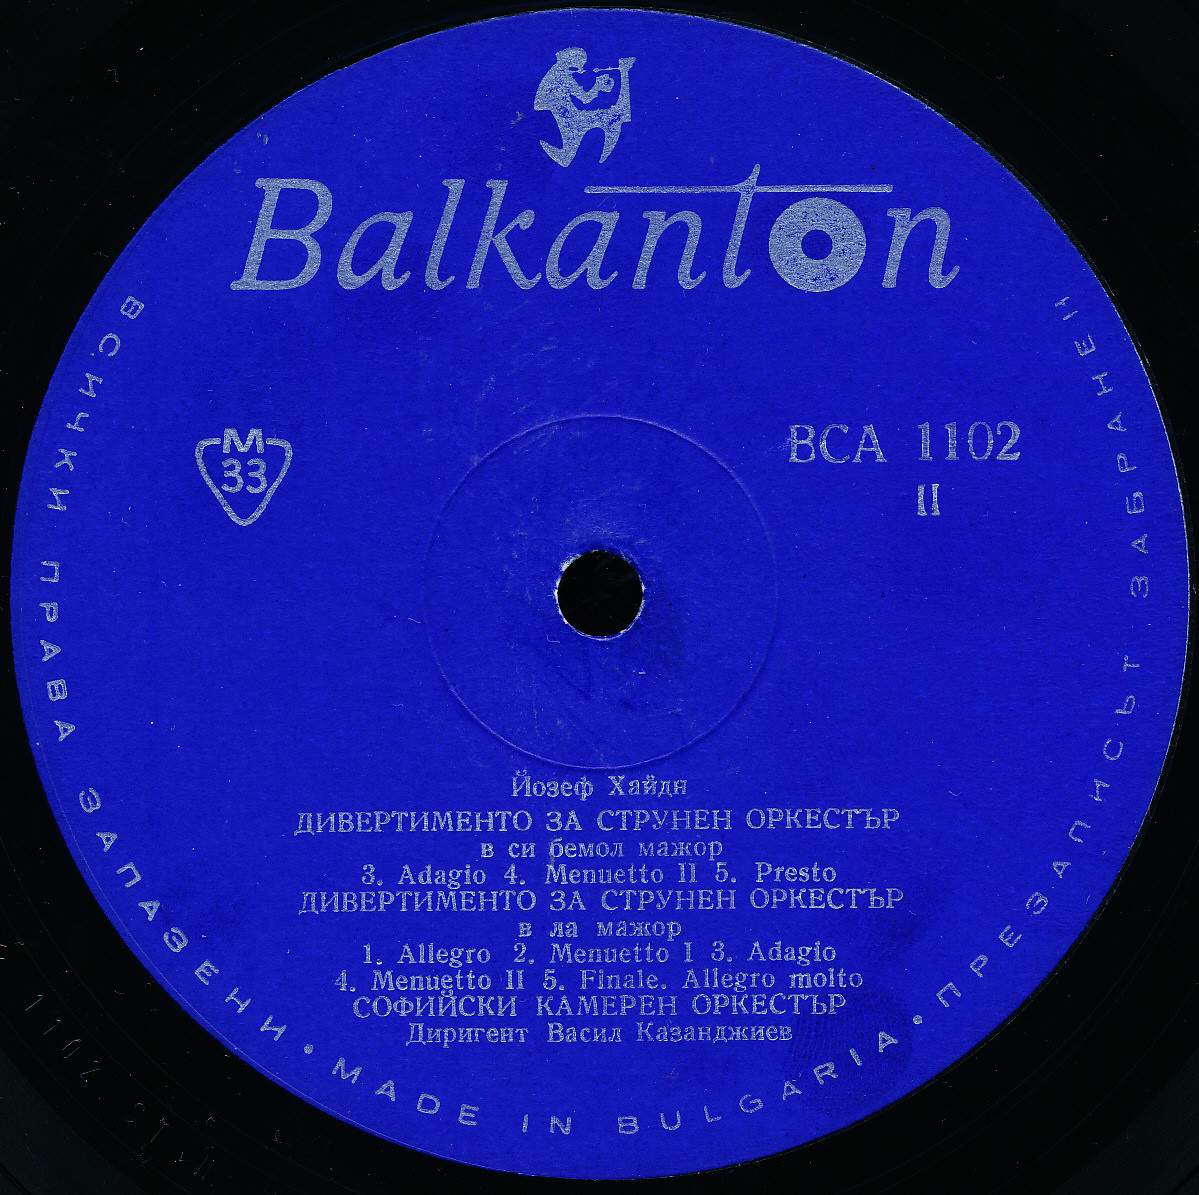 Balkanton
M
33
ВСА 1102
II
Йозеф Хайдн
ДИВЕРТИМЕНТО ЗА СТРУНЕН ОРКЕСТЪР
в си бемол мажор
3. Adagio 4. Menuetto II 5. Presto
ДИВЕРТИМЕНТО ЗА СТРУНЕН ОРКЕСТЪР
в ла мажор
1. Allegro 2. Menuetto I 3. Adagio
4. Menuetto II 5. Finale. Allegro molto
СОФИЙСКИ КАМЕРЕН ОРКЕСТЪР
Диригент Васил Казанджиев
ВСИЧКИ ПРАВА ЗАПАЗЕНИ • MADE IN BULGARIA • ПРЕЗАПИСЪТ ЗАБРАНЕН